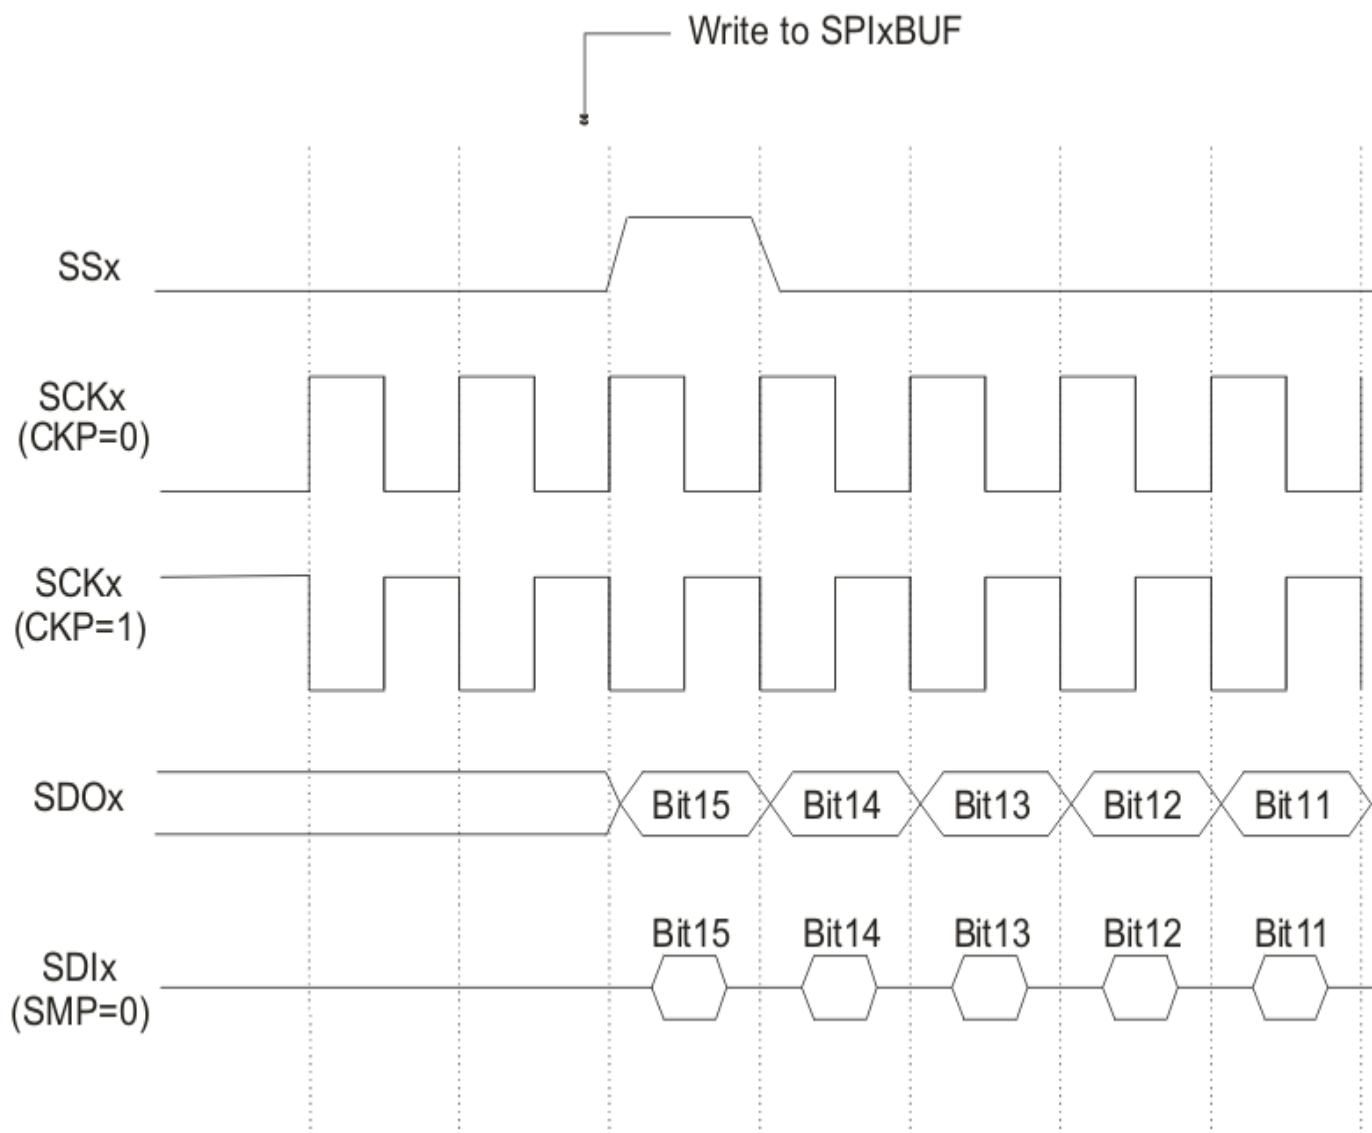 Write to SPIxBUF
SSx
SCKx
(CKP=0)
SCKx
(CKP=1)
SDOx
Bit15 Bit14 Bit13 Bit12 Bit11
Bit15 Bit14 Bit13 Bit12 Bit11
SDIx
(SMP=0)